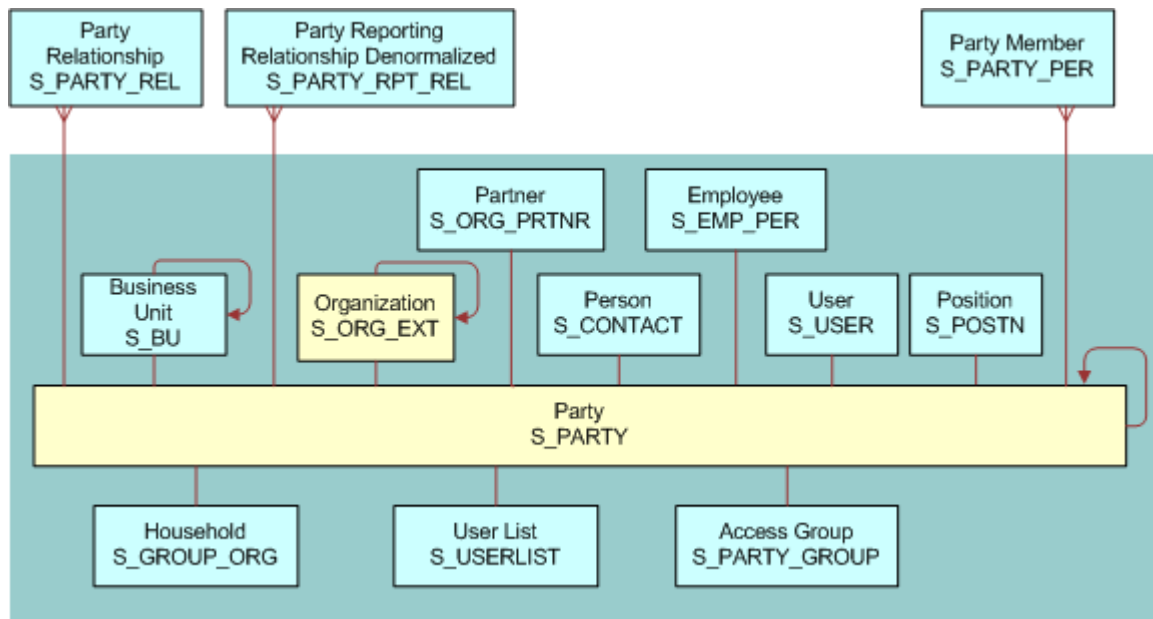 Party
Relationship
S_PARTY_REL
Party Reporting
Relationship Denormalized
S_PARTY_RPT_REL
Party Member
S_PARTY_PER
Partner
S_ORG_PRTNR
Employee
S_EMP_PER
Business
Unit
S_BU
Organization
S_ORG_EXT
Person
S_CONTACT
User
S_USER
Position
S_POSTN
Party
S_PARTY
Household
S_GROUP_ORG
User List
S_USERLIST
Access Group
S_PARTY_GROUP